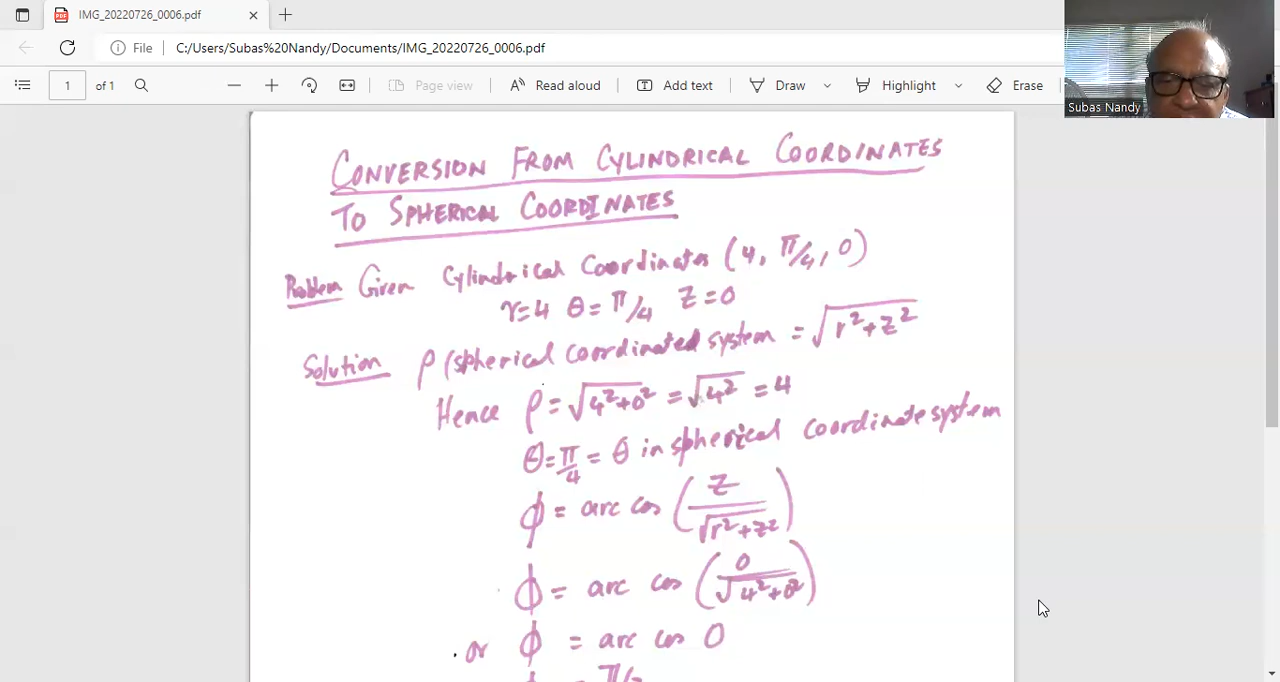 IMG_20220726_0006.pdf
File C:/Users/Subas%20Nandy/Documents/IMG_20220726_0006.pdf
1 of 1 Page view Read aloud Add text Draw Highlight Erase
Subas Nandy
CONVERSION FROM CYLINDRICAL COORDINATES
TO SPHERICAL COORDINATES
Problem Given Cylindrical Coordinates (4, π/4, 0)
r=4 θ=π/4 z=0
Solution ρ (spherical coordinated system = √(r²+z²)
Hence ρ = √(4²+0²) = √(4²) = 4
θ = π/4 = θ in spherical coordinate system
ϕ = arc cos (z/√(r²+z²))
ϕ = arc cos (0/√(4²+0²))
. or ϕ = arc cos 0